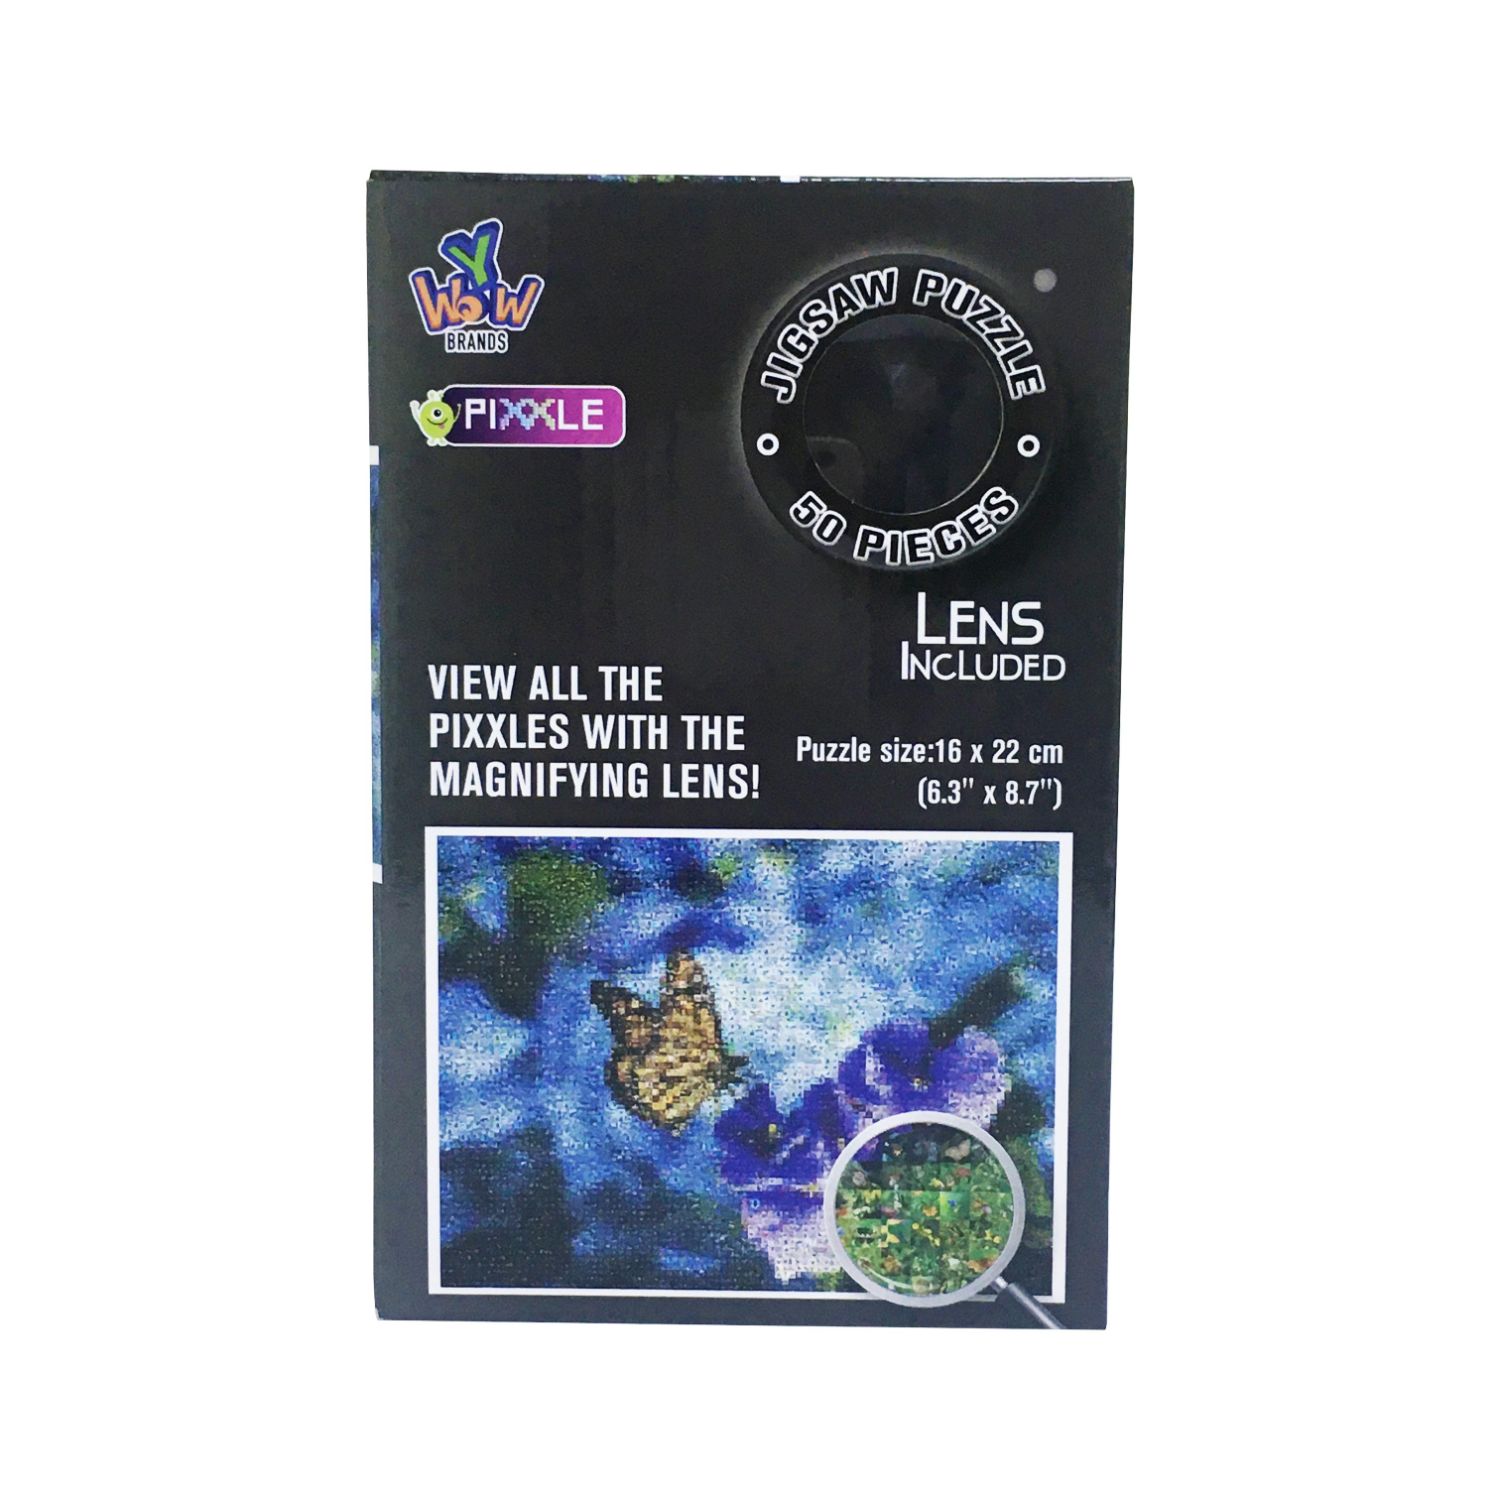 Y
WOW
BRANDS
PIXXLE
JIGSAW PUZZLE
50 PIECES
LENS
INCLUDED
VIEW ALL THE
PIXXLES WITH THE
MAGNIFYING LENS!
Puzzle size:16 x 22 cm
(6.3" x 8.7")